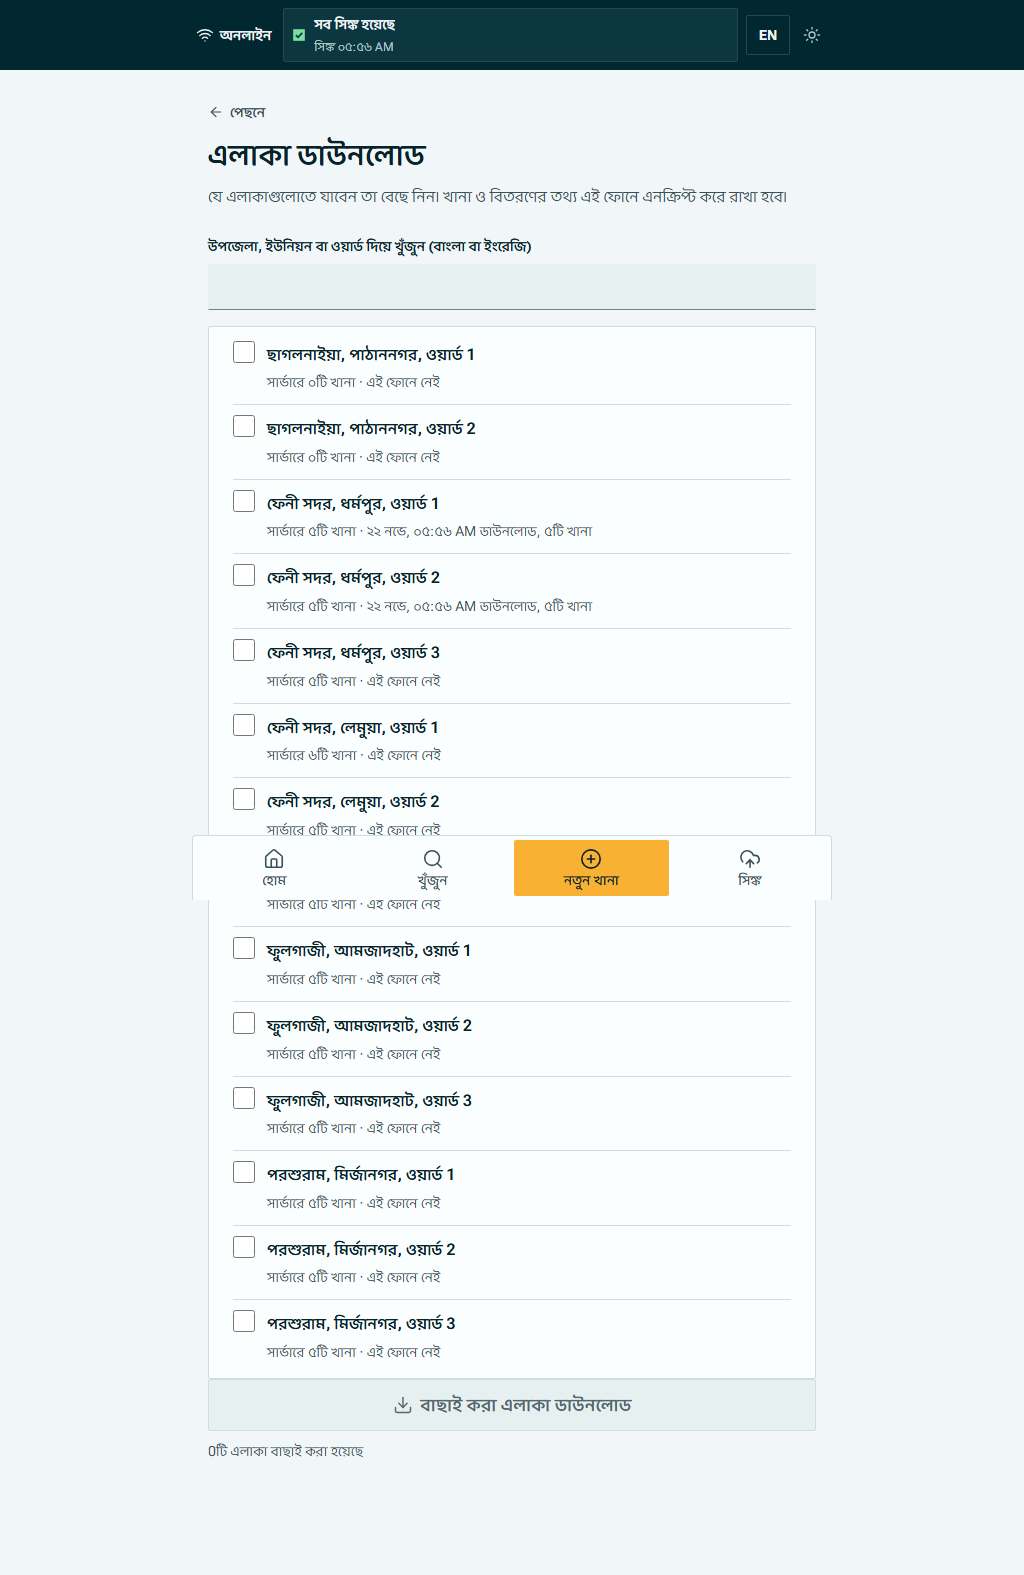 অনলাইন
সব সিঙ্ক হয়েছে
সিঙ্ক ০৫:৫৬ AM
EN
পেছনে
এলাকা ডাউনলোড
যে এলাকাগুলোতে যাবেন তা বেছে নিন। খানা ও বিতরণের তথ্য এই ফোনে এনক্রিপ্ট করে রাখা হবে।
উপজেলা, ইউনিয়ন বা ওয়ার্ড দিয়ে খুঁজুন (বাংলা বা ইংরেজি)
ছাগলনাইয়া, পাঠাননগর, ওয়ার্ড 1
সার্ভারে ০টি খানা · এই ফোনে নেই
ছাগলনাইয়া, পাঠাননগর, ওয়ার্ড 2
সার্ভারে ০টি খানা · এই ফোনে নেই
ফেনী সদর, ধর্মপুর, ওয়ার্ড 1
সার্ভারে ৫টি খানা · ২২ নভে, ০৫:৫৬ AM ডাউনলোড, ৫টি খানা
ফেনী সদর, ধর্মপুর, ওয়ার্ড 2
সার্ভারে ৫টি খানা · ২২ নভে, ০৫:৫৬ AM ডাউনলোড, ৫টি খানা
ফেনী সদর, ধর্মপুর, ওয়ার্ড 3
সার্ভারে ৫টি খানা · এই ফোনে নেই
ফেনী সদর, লেমুয়া, ওয়ার্ড 1
সার্ভারে ৬টি খানা · এই ফোনে নেই
ফেনী সদর, লেমুয়া, ওয়ার্ড 2
সার্ভারে ৫টি খানা · এই ফোনে নেই
হোম
খুঁজুন
নতুন খানা
সিঙ্ক
সার্ভারে ৫টি খানা · এই ফোনে নেই
ফুলগাজী, আমজাদহাট, ওয়ার্ড 1
সার্ভারে ৫টি খানা · এই ফোনে নেই
ফুলগাজী, আমজাদহাট, ওয়ার্ড 2
সার্ভারে ৫টি খানা · এই ফোনে নেই
ফুলগাজী, আমজাদহাট, ওয়ার্ড 3
সার্ভারে ৫টি খানা · এই ফোনে নেই
পরশুরাম, মির্জানগর, ওয়ার্ড 1
সার্ভারে ৫টি খানা · এই ফোনে নেই
পরশুরাম, মির্জানগর, ওয়ার্ড 2
সার্ভারে ৫টি খানা · এই ফোনে নেই
পরশুরাম, মির্জানগর, ওয়ার্ড 3
সার্ভারে ৫টি খানা · এই ফোনে নেই
বাছাই করা এলাকা ডাউনলোড
0টি এলাকা বাছাই করা হয়েছে